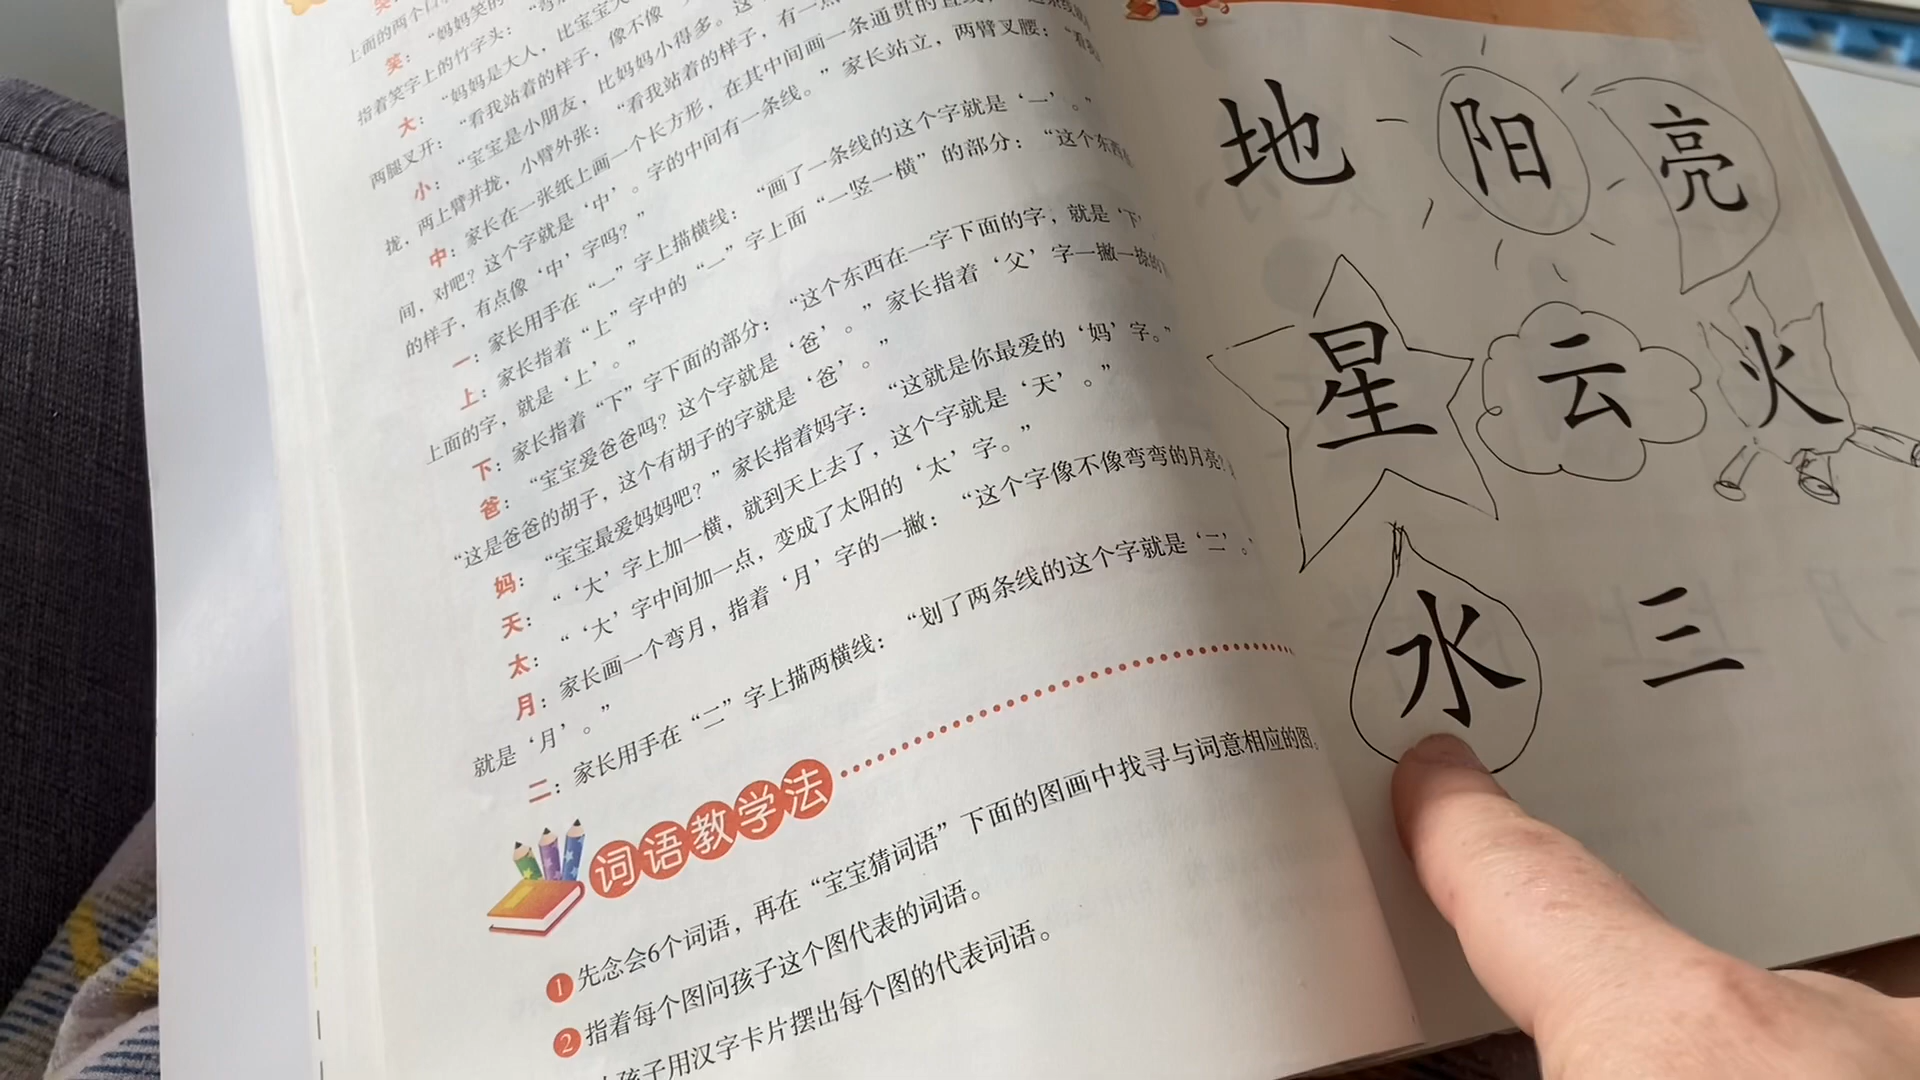 上面的两个口
笑：“妈妈笑的
指着笑字上的竹字头：“弯
大：“妈妈是大人，比宝宝大
两腿叉开：“看我站着的样子，像不像
小：“宝宝是小朋友，比妈妈小得多。这
拢，两上臂并拢，小臂外张：“看我站着的样子，有一点
中：家长在一张纸上画一个长方形，在其中间画一条通贯的直线
间，对吧？这个字就是‘中’。字的中间有一条线。”家长站立，两臂叉腰：“看我
的样子，有点像‘中’字吗？”
一：家长用手在“一”字上描横线：“画了一条线的这个字就是‘一’。”
上：家长指着“上”字中的“一”字上面“一竖一横”的部分：“这个东西在
上面的字，就是‘上’。”
下：家长指着“下”字下面的部分：“这个东西在一字下面的字，就是‘下’
爸：“宝宝爱爸爸吗？这个字就是‘爸’。”家长指着‘父’字一撇一捺的
“这是爸爸的胡子，这个有胡子的字就是‘爸’。”
妈：“宝宝最爱妈妈吧？”家长指着妈字：“这就是你最爱的‘妈’字。”
天：“‘大’字上加一横，就到天上去了，这个字就是‘天’。”
太：“‘大’字中间加一点，变成了太阳的‘太’字。”
月：家长画一个弯月，指着‘月’字的一撇：“这个字像不像弯弯的月亮？
就是‘月’。”
二：家长用手在“二”字上描两横线：“划了两条线的这个字就是‘二’。”
词语教学法
1 先念会6个词语，再在“宝宝猜词语”下面的图画中找寻与词意相应的图。
2 指着每个图问孩子这个图代表的词语。
孩子用汉字卡片摆出每个图的代表词语。
地 阳 亮
星 云 火
水 三